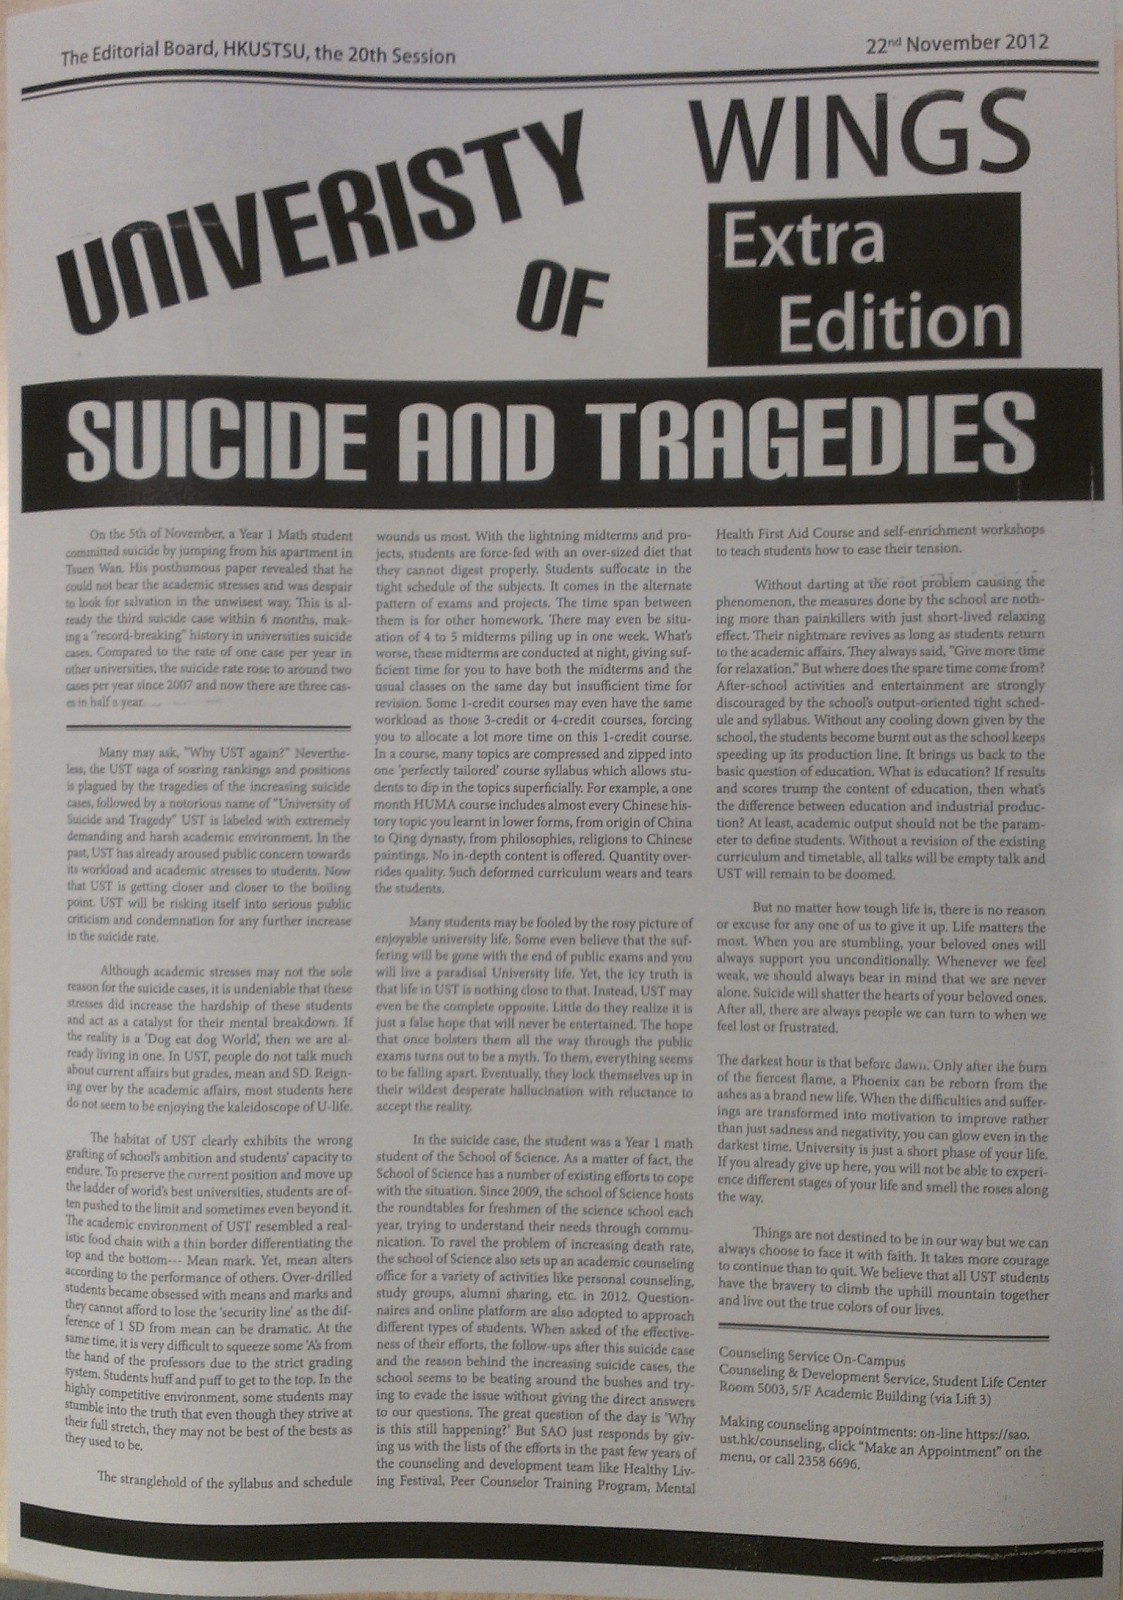 The Editorial Board, HKUSTSU, the 20th Session
22nd November 2012
UNIVERISTY
OF
WINGS
Extra
Edition
SUICIDE AND TRAGEDIES
On the 5th of November, a Year 1 Math student
committed suicide by jumping from his apartment in
Tsuen Wan. His posthumous paper revealed that he
could not bear the academic stresses and was despair
to look for salvation in the unwisest way. This is al-
ready the third suicide case within 6 months, mak-
ing a "record-breaking" history in universities suicide
cases. Compared to the rate of one case per year in
other universities, the suicide rate rose to around two
cases per year since 2007 and now there are three cas-
es in half a year.
Many may ask, "Why UST again?" Neverthe-
less, the UST saga of soaring rankings and positions
is plagued by the tragedies of the increasing suicide
cases, followed by a notorious name of "University of
Suicide and Tragedy" UST is labeled with extremely
demanding and harsh academic environment. In the
past, UST has already aroused public concern towards
its workload and academic stresses to students. Now
that UST is getting closer and closer to the boiling
point. UST will be risking itself into serious public
criticism and condemnation for any further increase
in the suicide rate.
Although academic stresses may not the sole
reason for the suicide cases, it is undeniable that these
stresses did increase the hardship of these students
and act as a catalyst for their mental breakdown. If
the reality is a 'Dog eat dog World', then we are al-
ready living in one. In UST, people do not talk much
about current affairs but grades, mean and SD. Reign-
ing over by the academic affairs, most students here
do not seem to be enjoying the kaleidoscope of U-life.
The habitat of UST clearly exhibits the wrong
grafting of school's ambition and students' capacity to
endure. To preserve the current position and move up
the ladder of world's best universities, students are of-
ten pushed to the limit and sometimes even beyond it.
The academic environment of UST resembled a real-
istic food chain with a thin border differentiating the
top and the bottom--- Mean mark. Yet, mean alters
according to the performance of others. Over-drilled
students became obsessed with means and marks and
they cannot afford to lose the 'security line' as the dif-
ference of 1 SD from mean can be dramatic. At the
same time, it is very difficult to squeeze some 'A's from
the hand of the professors due to the strict grading
system. Students huff and puff to get to the top. In the
highly competitive environment, some students may
stumble into the truth that even though they strive at
their full stretch, they may not be best of the bests as
they used to be.
The stranglehold of the syllabus and schedule
wounds us most. With the lightning midterms and pro-
jects, students are force-fed with an over-sized diet that
they cannot digest properly. Students suffocate in the
tight schedule of the subjects. It comes in the alternate
pattern of exams and projects. The time span between
them is for other homework. There may even be situ-
ation of 4 to 5 midterms piling up in one week. What's
worse, these midterms are conducted at night, giving suf-
ficient time for you to have both the midterms and the
usual classes on the same day but insufficient time for
revision. Some 1-credit courses may even have the same
workload as those 3-credit or 4-credit courses, forcing
you to allocate a lot more time on this 1-credit course.
In a course, many topics are compressed and zipped into
one 'perfectly tailored' course syllabus which allows stu-
dents to dip in the topics superficially. For example, a one
month HUMA course includes almost every Chinese his-
tory topic you learnt in lower forms, from origin of China
to Qing dynasty, from philosophies, religions to Chinese
paintings. No in-depth content is offered. Quantity over-
rides quality. Such deformed curriculum wears and tears
the students.
Many students may be fooled by the rosy picture of
enjoyable university life. Some even believe that the suf-
fering will be gone with the end of public exams and you
will live a paradisal University life. Yet, the icy truth is
that life in UST is nothing close to that. Instead, UST may
even be the complete opposite. Little do they realize it is
just a false hope that will never be entertained. The hope
that once bolsters them all the way through the public
exams turns out to be a myth. To them, everything seems
to be falling apart. Eventually, they lock themselves up in
their wildest desperate hallucination with reluctance to
accept the reality.
In the suicide case, the student was a Year 1 math
student of the School of Science. As a matter of fact, the
School of Science has a number of existing efforts to cope
with the situation. Since 2009, the school of Science hosts
the roundtables for freshmen of the science school each
year, trying to understand their needs through commu-
nication. To ravel the problem of increasing death rate,
the school of Science also sets up an academic counseling
office for a variety of activities like personal counseling,
study groups, alumni sharing, etc. in 2012. Question-
naires and online platform are also adopted to approach
different types of students. When asked of the effective-
ness of their efforts, the follow-ups after this suicide case
and the reason behind the increasing suicide cases, the
school seems to be beating around the bushes and try-
ing to evade the issue without giving the direct answers
to our questions. The great question of the day is 'Why
is this still happening?' But SAO just responds by giv-
ing us with the lists of the efforts in the past few years of
the counseling and development team like Healthy Liv-
ing Festival, Peer Counselor Training Program, Mental
Health First Aid Course and self-enrichment workshops
to teach students how to ease their tension.
Without darting at the root problem causing the
phenomenon, the measures done by the school are noth-
ing more than painkillers with just short-lived relaxing
effect. Their nightmare revives as long as students return
to the academic affairs. They always said, "Give more time
for relaxation." But where does the spare time come from?
After-school activities and entertainment are strongly
discouraged by the school's output-oriented tight sched-
ule and syllabus. Without any cooling down given by the
school, the students become burnt out as the school keeps
speeding up its production line. It brings us back to the
basic question of education. What is education? If results
and scores trump the content of education, then what's
the difference between education and industrial produc-
tion? At least, academic output should not be the param-
eter to define students. Without a revision of the existing
curriculum and timetable, all talks will be empty talk and
UST will remain to be doomed.
But no matter how tough life is, there is no reason
or excuse for any one of us to give it up. Life matters the
most. When you are stumbling, your beloved ones will
always support you unconditionally. Whenever we feel
weak, we should always bear in mind that we are never
alone. Suicide will shatter the hearts of your beloved ones.
After all, there are always people we can turn to when we
feel lost or frustrated.
The darkest hour is that before dawn. Only after the burn
of the fiercest flame, a Phoenix can be reborn from the
ashes as a brand new life. When the difficulties and suffer-
ings are transformed into motivation to improve rather
than just sadness and negativity, you can glow even in the
darkest time. University is just a short phase of your life.
If you already give up here, you will not be able to experi-
ence different stages of your life and smell the roses along
the way.
Things are not destined to be in our way but we can
always choose to face it with faith. It takes more courage
to continue than to quit. We believe that all UST students
have the bravery to climb the uphill mountain together
and live out the true colors of our lives.
Counseling Service On-Campus
Counseling & Development Service, Student Life Center
Room 5003, 5/F Academic Building (via Lift 3)
Making counseling appointments: on-line https://sao.
ust.hk/counseling, click "Make an Appointment" on the
menu, or call 2358 6696.